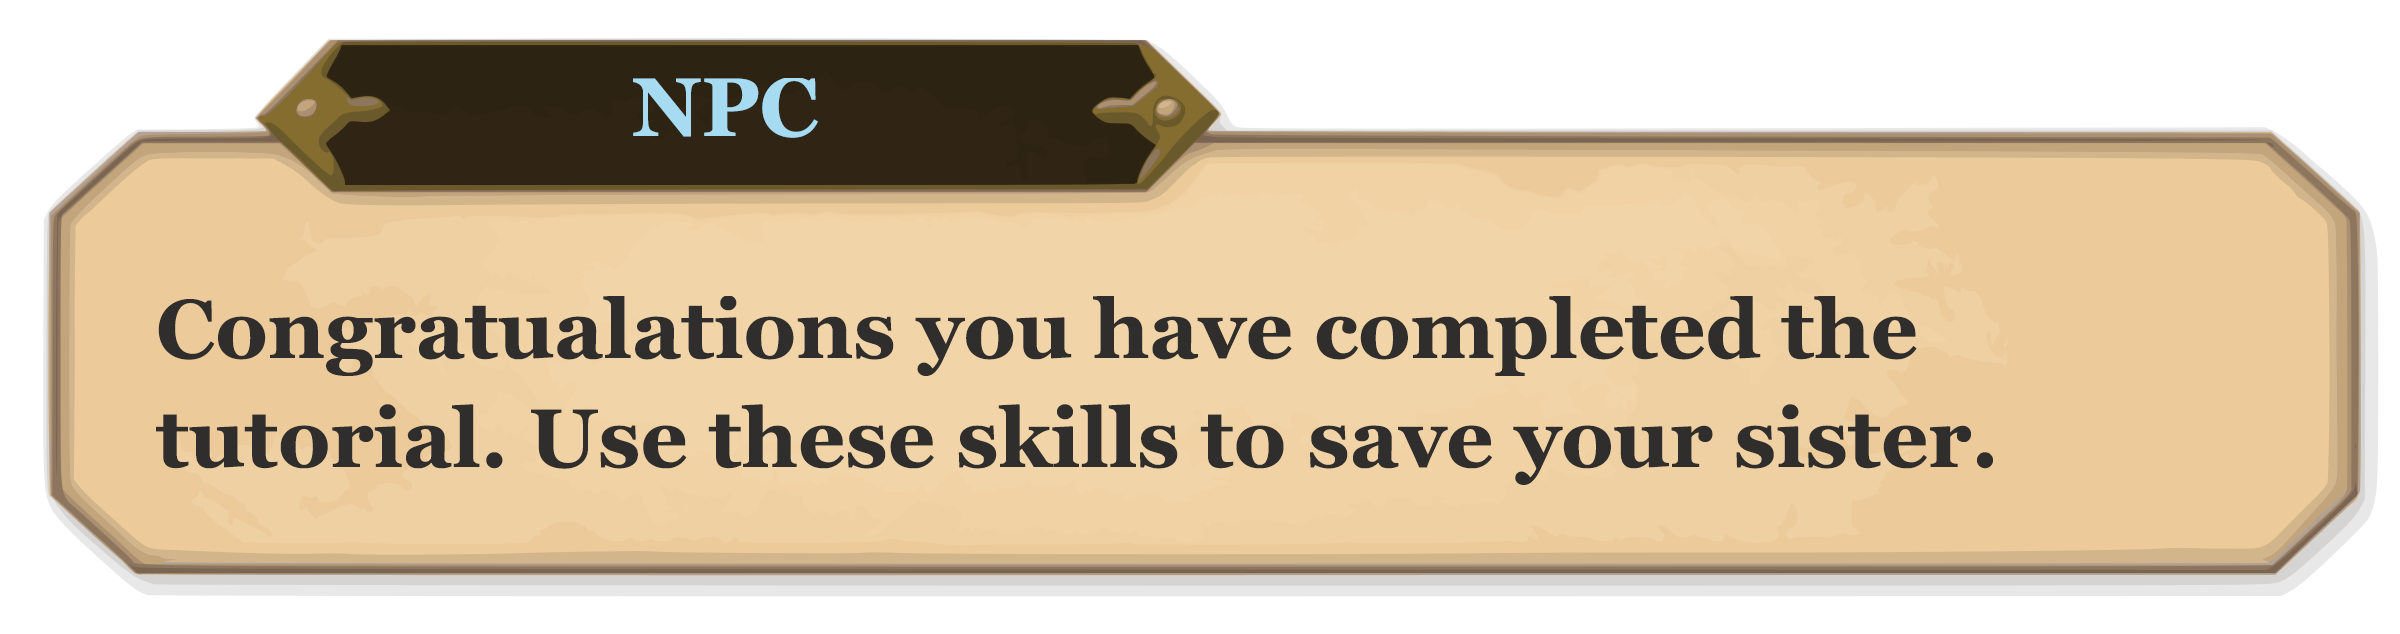 NPC
Congratualations you have completed the
tutorial. Use these skills to save your sister.